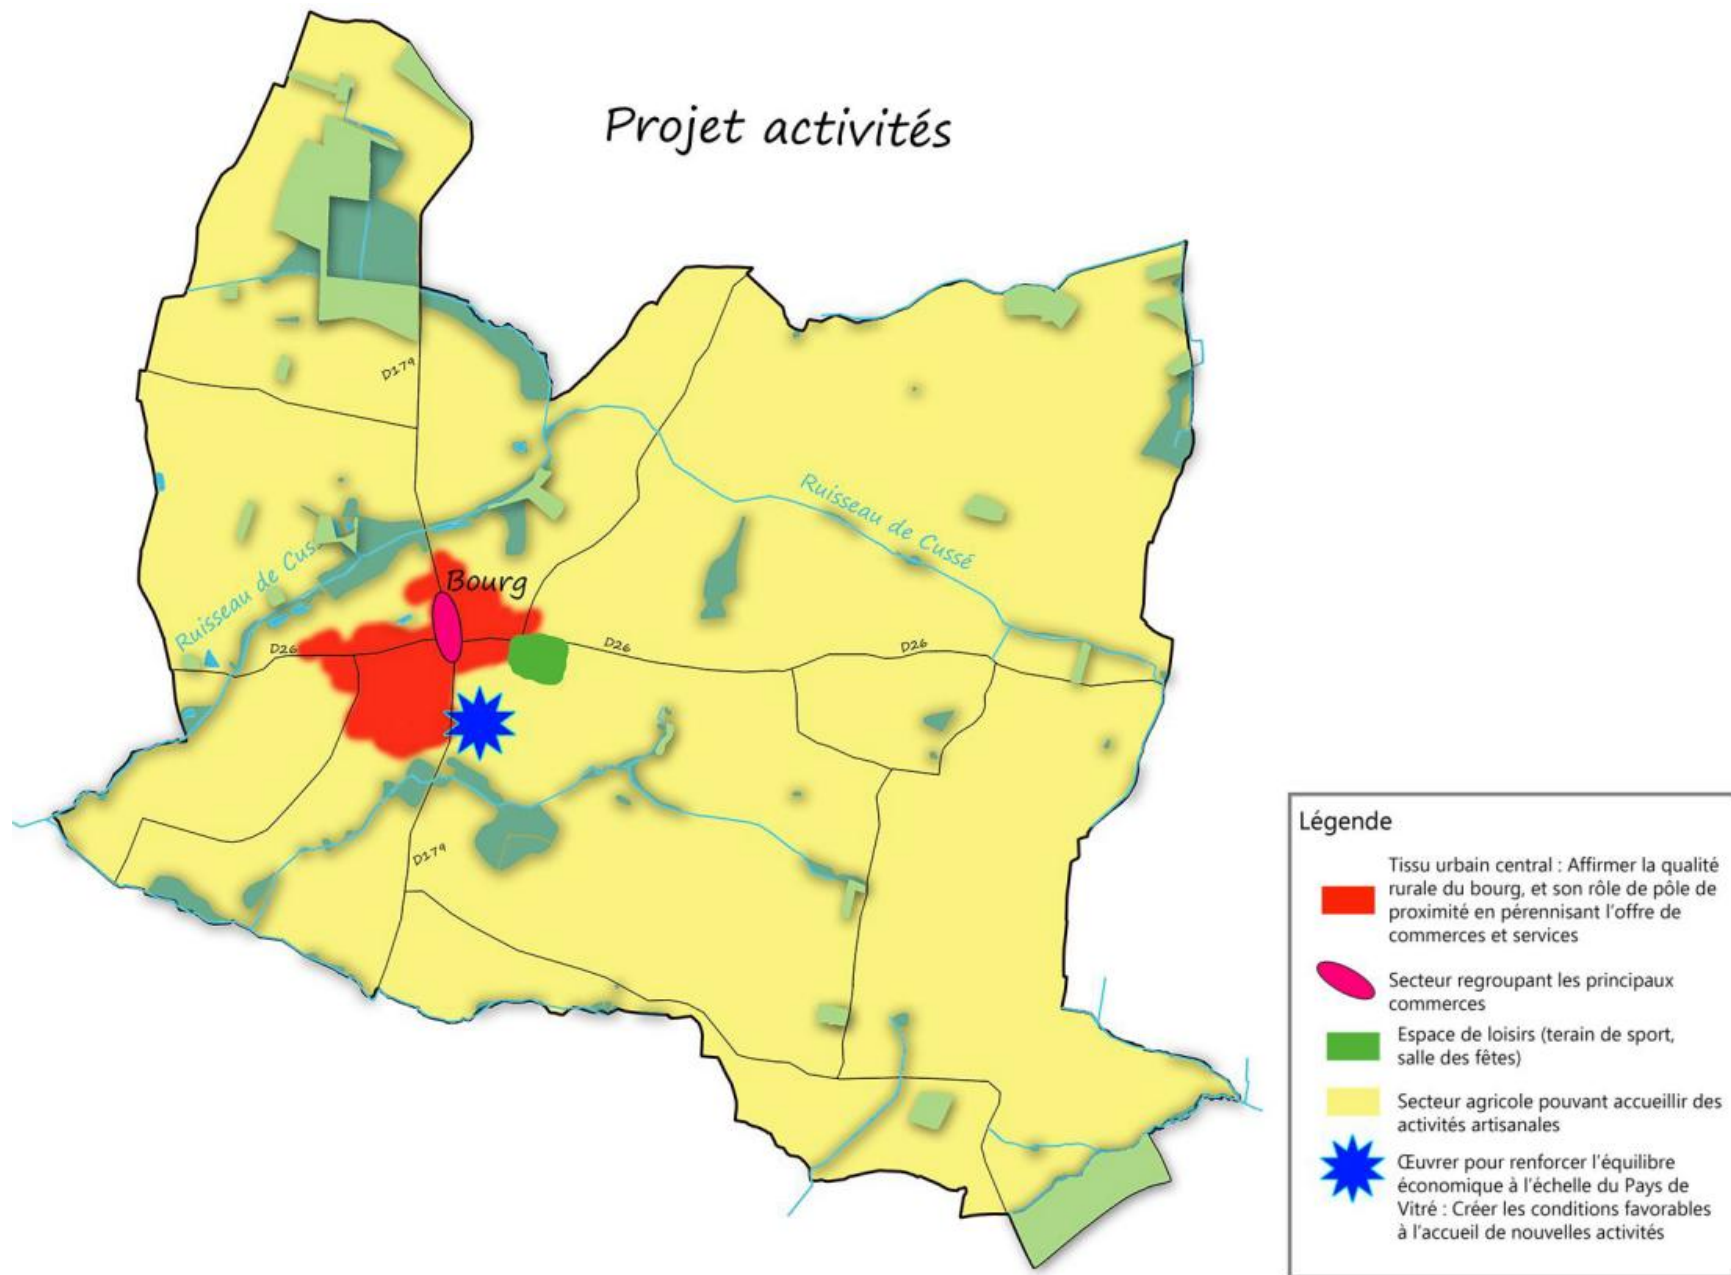 Projet activités
D179
Ruisseau de Cussé
Ruisseau de Cuss
Bourg
D26
D26
D26
D179
Légende
Tissu urbain central : Affirmer la qualité
rurale du bourg, et son rôle de pôle de
proximité en pérennisant l'offre de
commerces et services
Secteur regroupant les principaux
commerces
Espace de loisirs (terain de sport,
salle des fêtes)
Secteur agricole pouvant accueillir des
activités artisanales
Œuvrer pour renforcer l'équilibre
économique à l'échelle du Pays de
Vitré : Créer les conditions favorables
à l'accueil de nouvelles activités